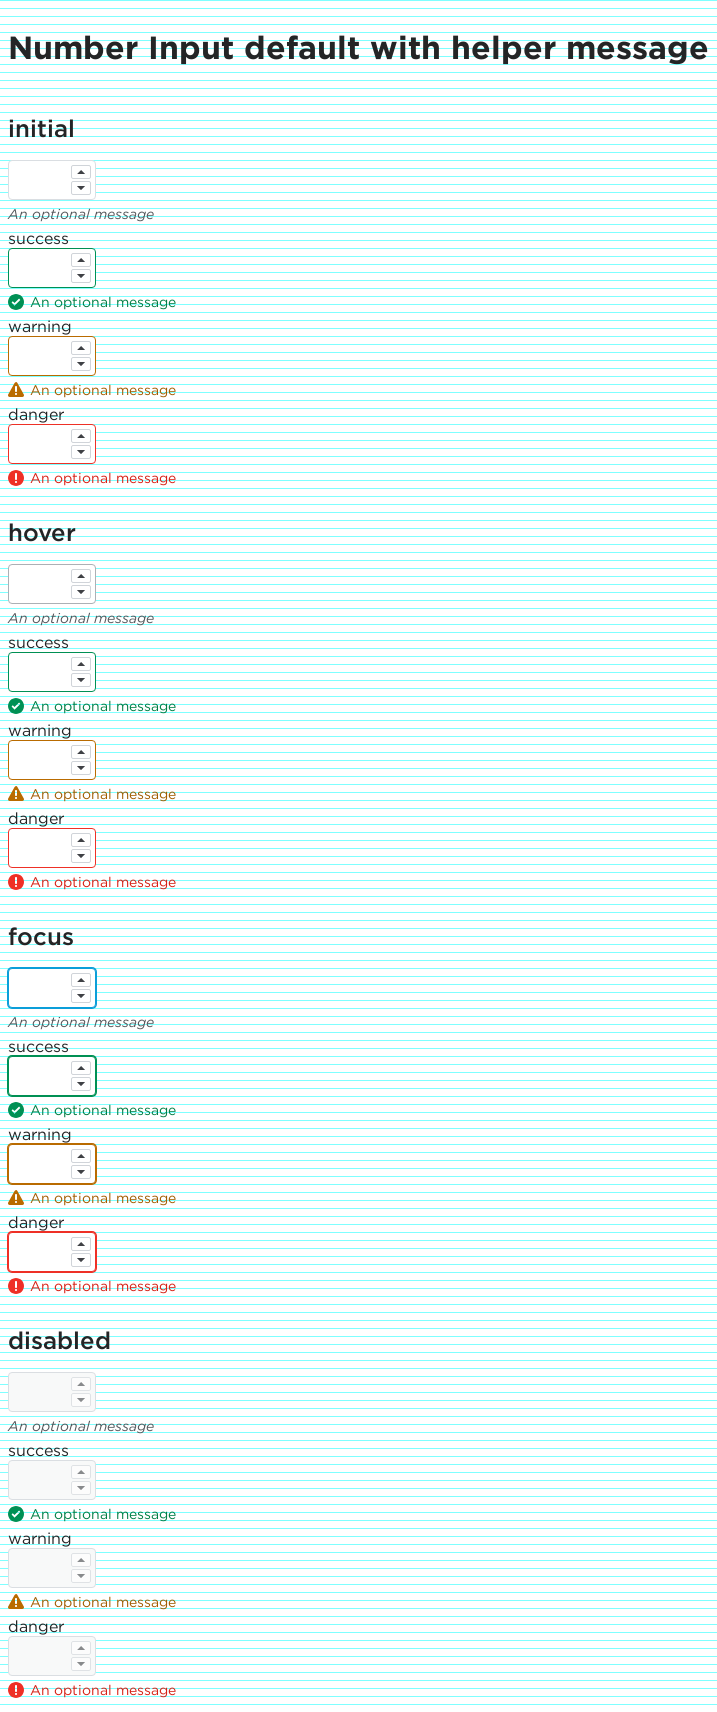 Number Input default with helper message
initial
An optional message
success
An optional message
warning
An optional message
danger
An optional message
hover
An optional message
success
An optional message
warning
An optional message
danger
An optional message
focus
An optional message
success
An optional message
warning
An optional message
danger
An optional message
disabled
An optional message
success
An optional message
warning
An optional message
danger
An optional message